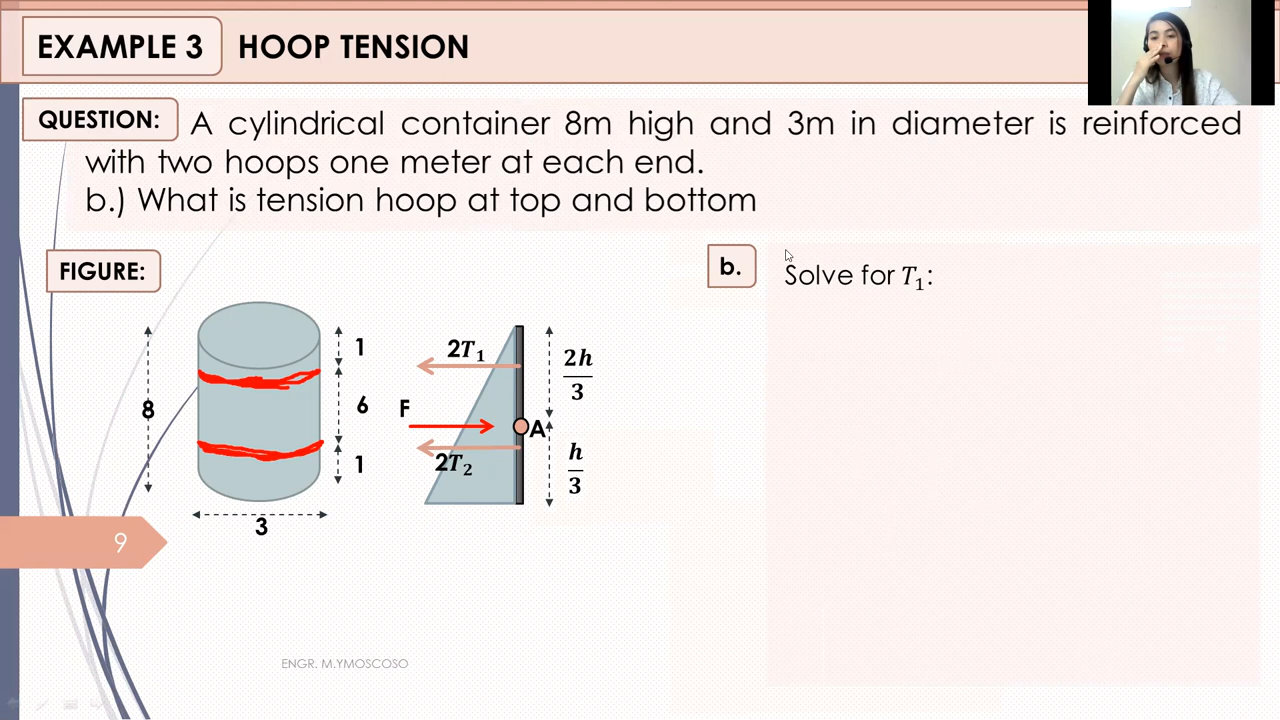 EXAMPLE 3
HOOP TENSION
QUESTION: A cylindrical container 8m high and 3m in diameter is reinforced
with two hoops one meter at each end.
b.) What is tension hoop at top and bottom
FIGURE:
b.
Solve for T₁:
8
1
6
1
3
2T₁
F
A
2T₂
2h
3
h
3
9
ENGR. M.YMOSCOSO